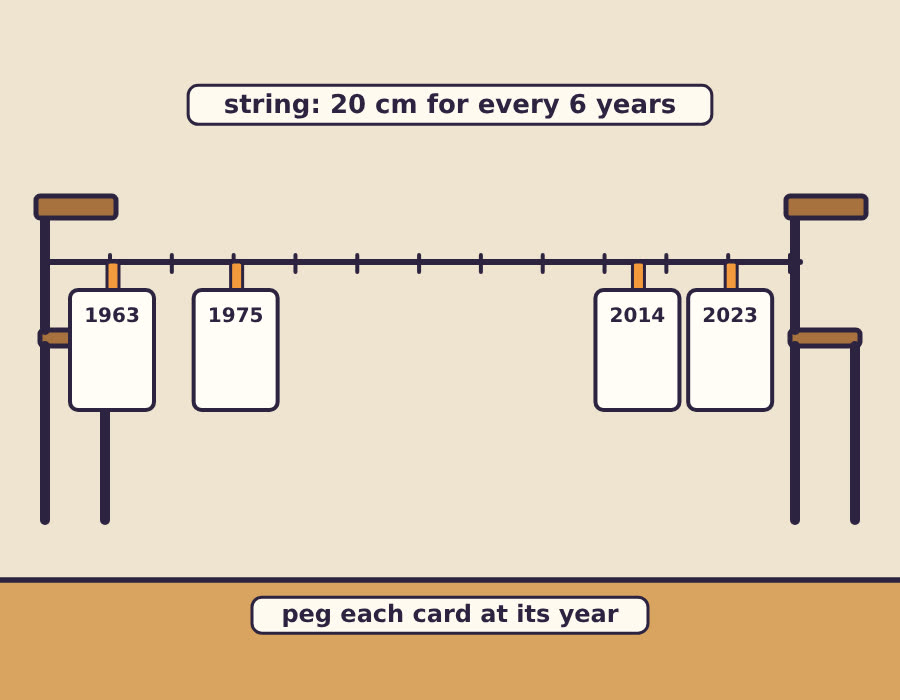 string: 20 cm for every 6 years
1963
1975
2014
2023
peg each card at its year